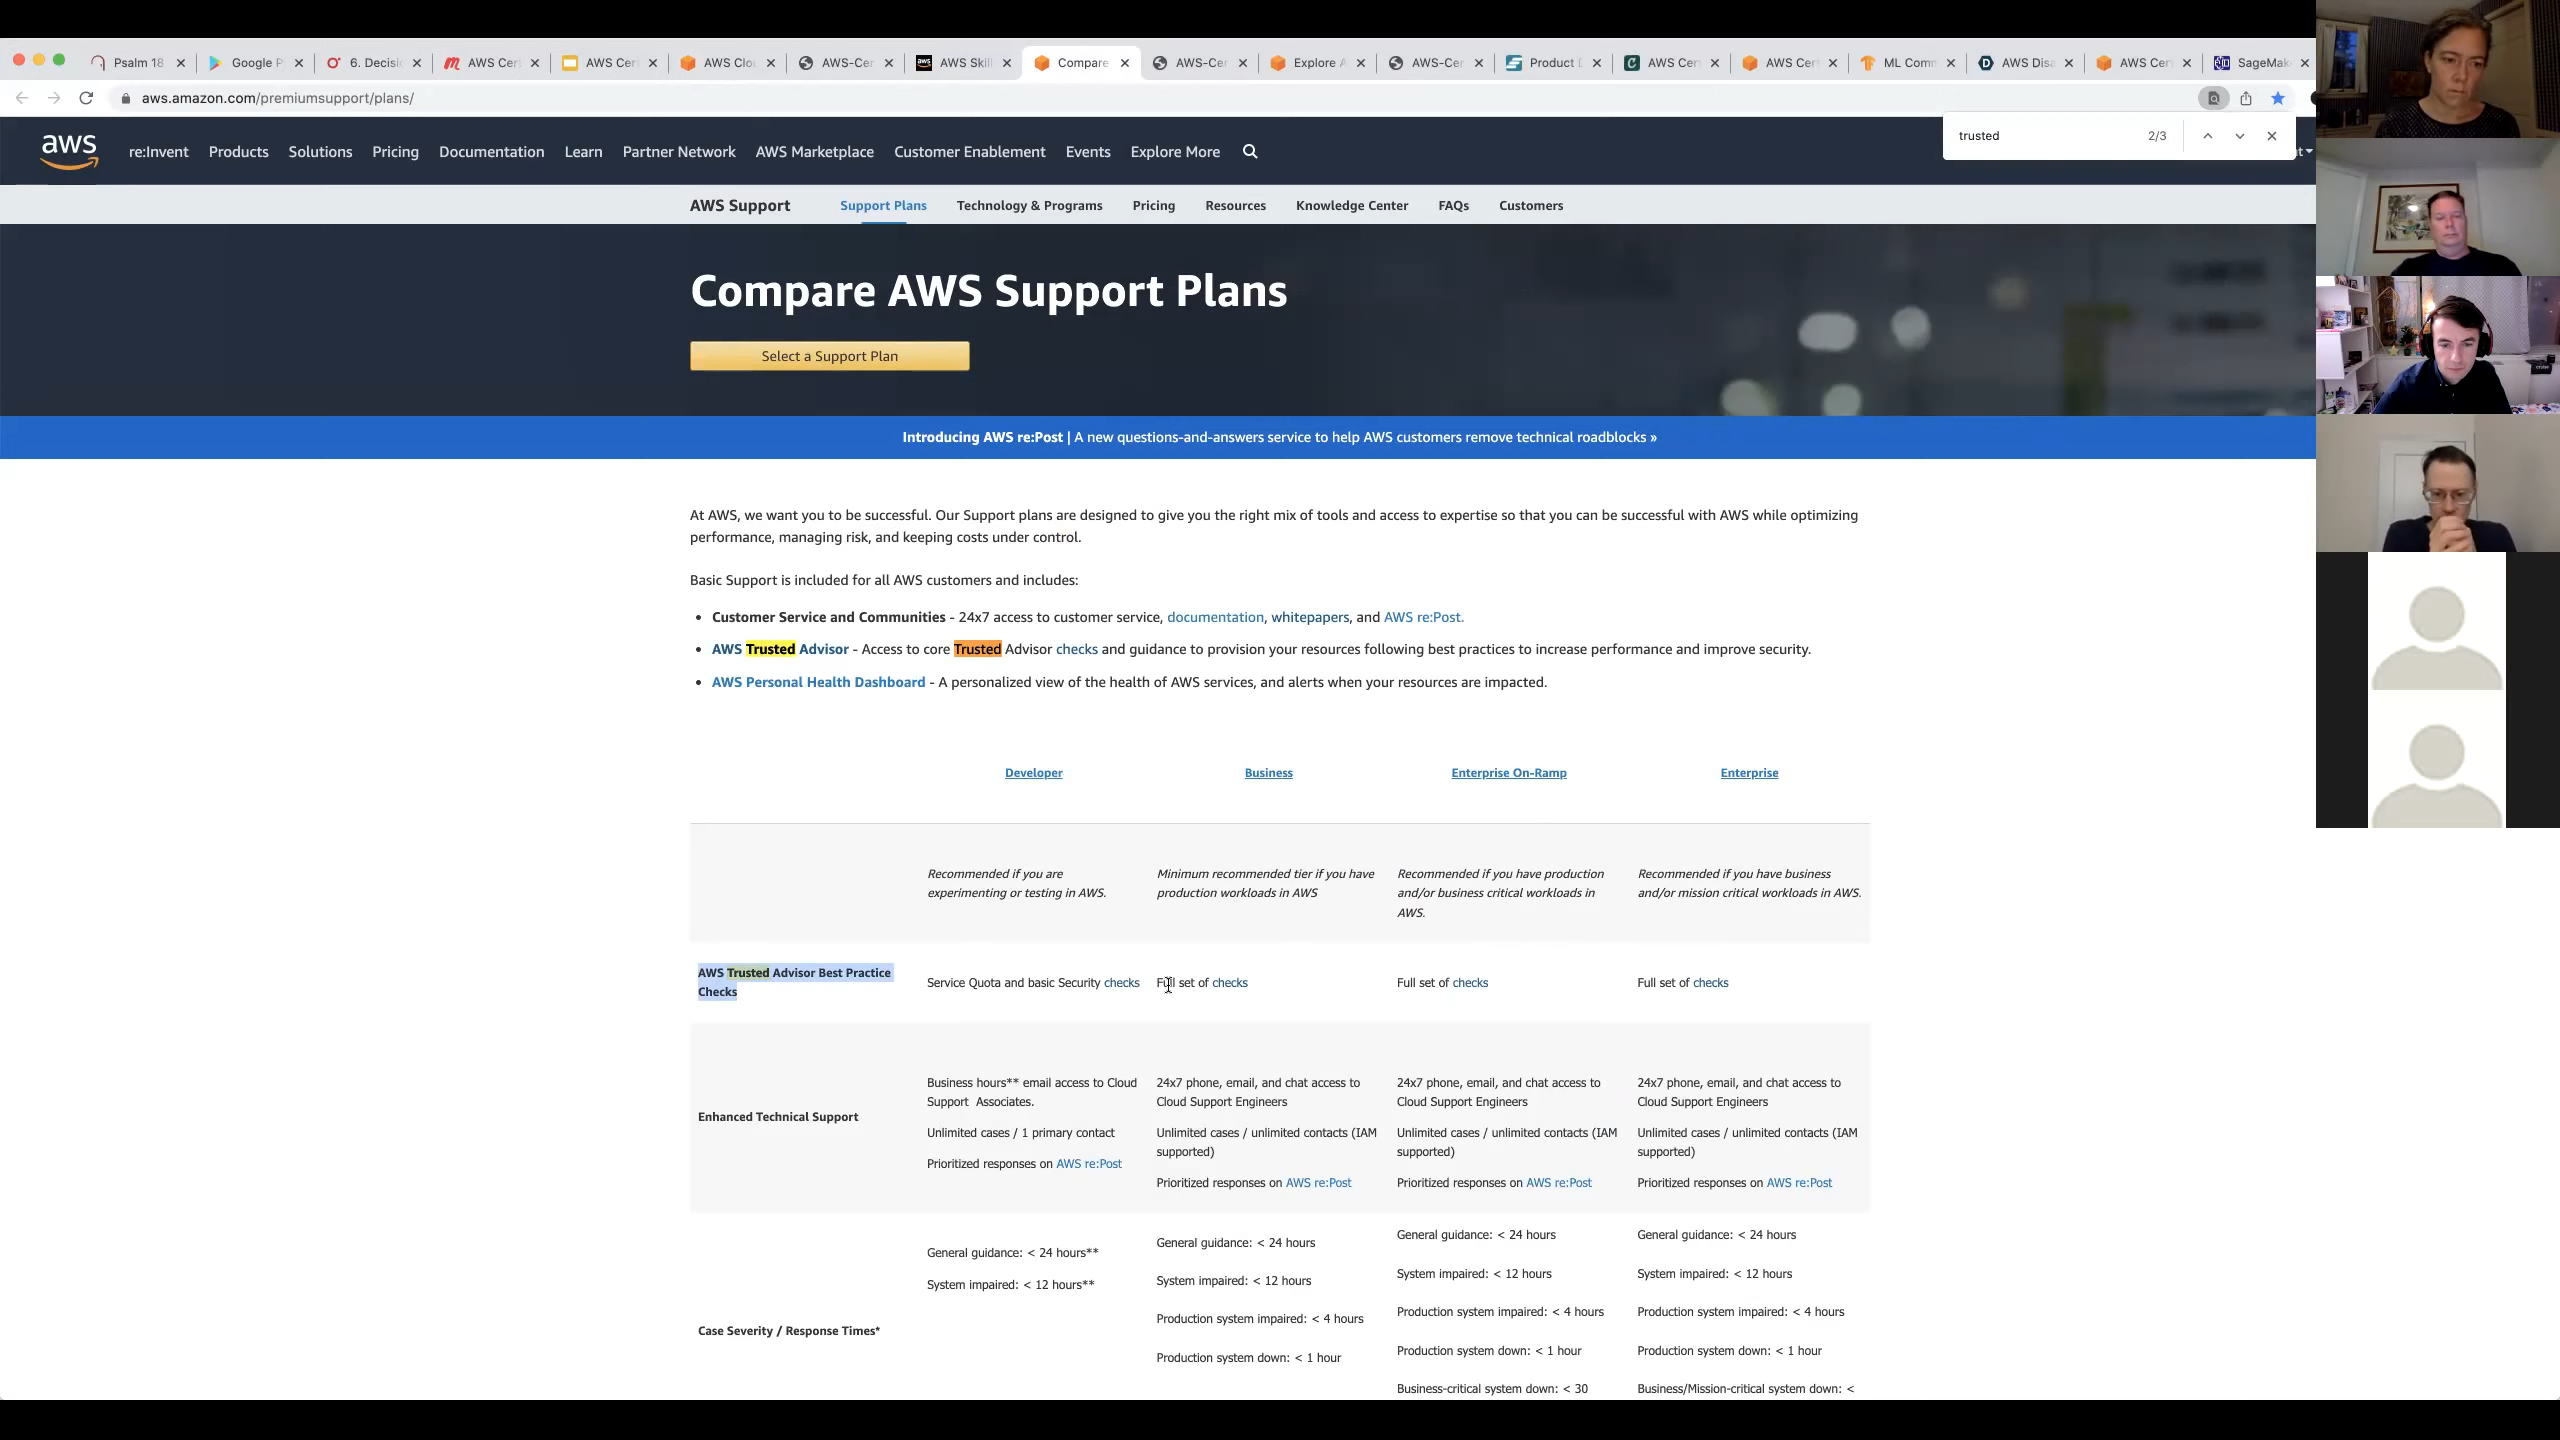 Psalm 18
Google P
6. Decisi
AWS Cer
AWS Cer
AWS Clo
AWS-Cer
AWS Skil
Compare
AWS-Cer
Explore A
AWS-Cer
Product D
AWS Cer
AWS Cert
ML Com
AWS Disa
AWS Cer
SageMak
aws.amazon.com/premiumsupport/plans/
trusted 2/3
aws
re:Invent Products Solutions Pricing Documentation Learn Partner Network AWS Marketplace Customer Enablement Events Explore More
AWS Support Support Plans Technology & Programs Pricing Resources Knowledge Center FAQs Customers
Compare AWS Support Plans
Select a Support Plan
Introducing AWS re:Post | A new questions-and-answers service to help AWS customers remove technical roadblocks »
At AWS, we want you to be successful. Our Support plans are designed to give you the right mix of tools and access to expertise so that you can be successful with AWS while optimizing
performance, managing risk, and keeping costs under control.
Basic Support is included for all AWS customers and includes:
• Customer Service and Communities - 24x7 access to customer service, documentation, whitepapers, and AWS re:Post.
• AWS Trusted Advisor - Access to core Trusted Advisor checks and guidance to provision your resources following best practices to increase performance and improve security.
• AWS Personal Health Dashboard - A personalized view of the health of AWS services, and alerts when your resources are impacted.
Developer Business Enterprise On-Ramp Enterprise
Recommended if you are
experimenting or testing in AWS.
Minimum recommended tier if you have
production workloads in AWS
Recommended if you have production
and/or business critical workloads in
AWS.
Recommended if you have business
and/or mission critical workloads in AWS.
AWS Trusted Advisor Best Practice
Checks
Service Quota and basic Security checks
Full set of checks
Full set of checks
Full set of checks
Enhanced Technical Support
Business hours** email access to Cloud
Support Associates.
Unlimited cases / 1 primary contact
Prioritized responses on AWS re:Post
24x7 phone, email, and chat access to
Cloud Support Engineers
Unlimited cases / unlimited contacts (IAM
supported)
Prioritized responses on AWS re:Post
24x7 phone, email, and chat access to
Cloud Support Engineers
Unlimited cases / unlimited contacts (IAM
supported)
Prioritized responses on AWS re:Post
24x7 phone, email, and chat access to
Cloud Support Engineers
Unlimited cases / unlimited contacts (IAM
supported)
Prioritized responses on AWS re:Post
Case Severity / Response Times*
General guidance: < 24 hours**
System impaired: < 12 hours**
General guidance: < 24 hours
System impaired: < 12 hours
Production system impaired: < 4 hours
Production system down: < 1 hour
General guidance: < 24 hours
System impaired: < 12 hours
Production system impaired: < 4 hours
Production system down: < 1 hour
Business-critical system down: < 30
General guidance: < 24 hours
System impaired: < 12 hours
Production system impaired: < 4 hours
Production system down: < 1 hour
Business/Mission-critical system down: <